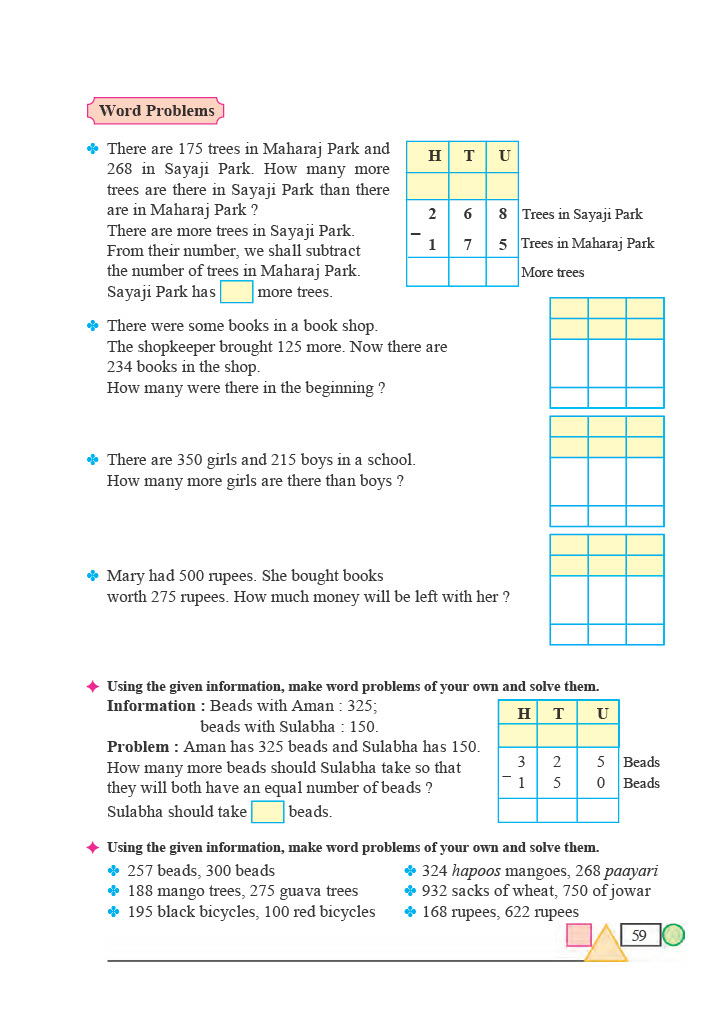 Word Problems
There are 175 trees in Maharaj Park and
268 in Sayaji Park. How many more
trees are there in Sayaji Park than there
are in Maharaj Park ?
There are more trees in Sayaji Park.
From their number, we shall subtract
the number of trees in Maharaj Park.
Sayaji Park has more trees.
H T U
2 6 8 Trees in Sayaji Park
− 1 7 5 Trees in Maharaj Park
More trees
There were some books in a book shop.
The shopkeeper brought 125 more. Now there are
234 books in the shop.
How many were there in the beginning ?
There are 350 girls and 215 boys in a school.
How many more girls are there than boys ?
Mary had 500 rupees. She bought books
worth 275 rupees. How much money will be left with her ?
Using the given information, make word problems of your own and solve them.
Information : Beads with Aman : 325;
beads with Sulabha : 150.
Problem : Aman has 325 beads and Sulabha has 150.
How many more beads should Sulabha take so that
they will both have an equal number of beads ?
Sulabha should take beads.
H T U
3 2 5 Beads
− 1 5 0 Beads
Using the given information, make word problems of your own and solve them.
257 beads, 300 beads
188 mango trees, 275 guava trees
195 black bicycles, 100 red bicycles
324 hapoos mangoes, 268 paayari
932 sacks of wheat, 750 of jowar
168 rupees, 622 rupees
59